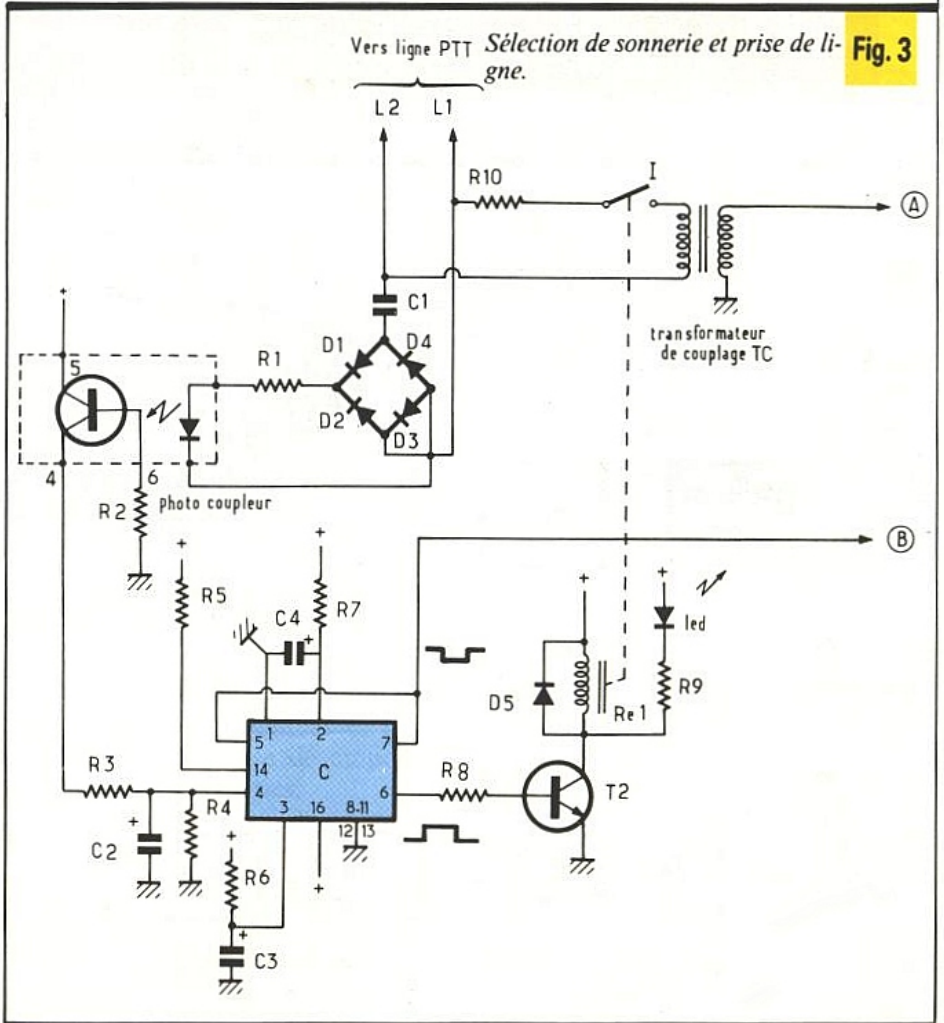 Vers ligne PTT
Sélection de sonnerie et prise de li-
gne.
Fig. 3
L2
L1
R10
I
A
C1
transformateur
de couplage TC
D1
D4
R1
D2
D3
+
5
4
6
photo coupleur
R2
B
+
R5
+
C4
+
R7
+
+
led
D5
Re 1
R9
1
2
5
7
14
C
R3
4
6
R8
T2
3
16
8-11
12
13
R4
+
C2
+
R6
+
+
C3